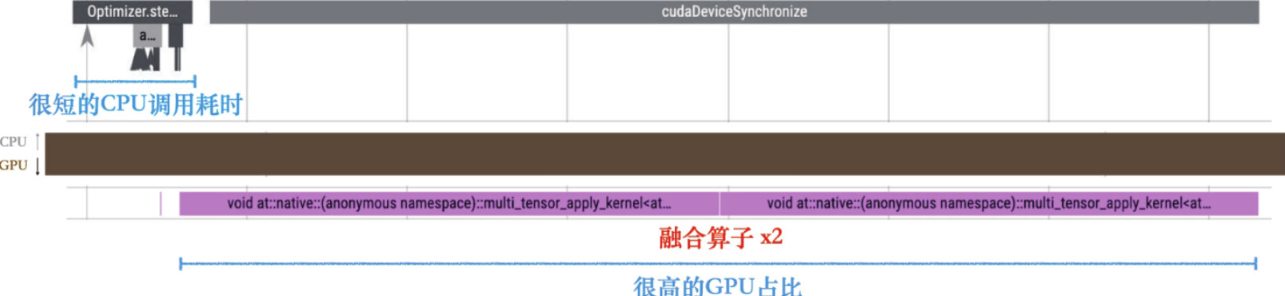 Optimizer.ste...
cudaDeviceSynchronize
a...
很短的CPU调用耗时
CPU
GPU
void at::native::(anonymous namespace)::multi_tensor_apply_kernel<at...
void at::native::(anonymous namespace)::multi_tensor_apply_kernel<at...
融合算子 x2
很高的GPU占比